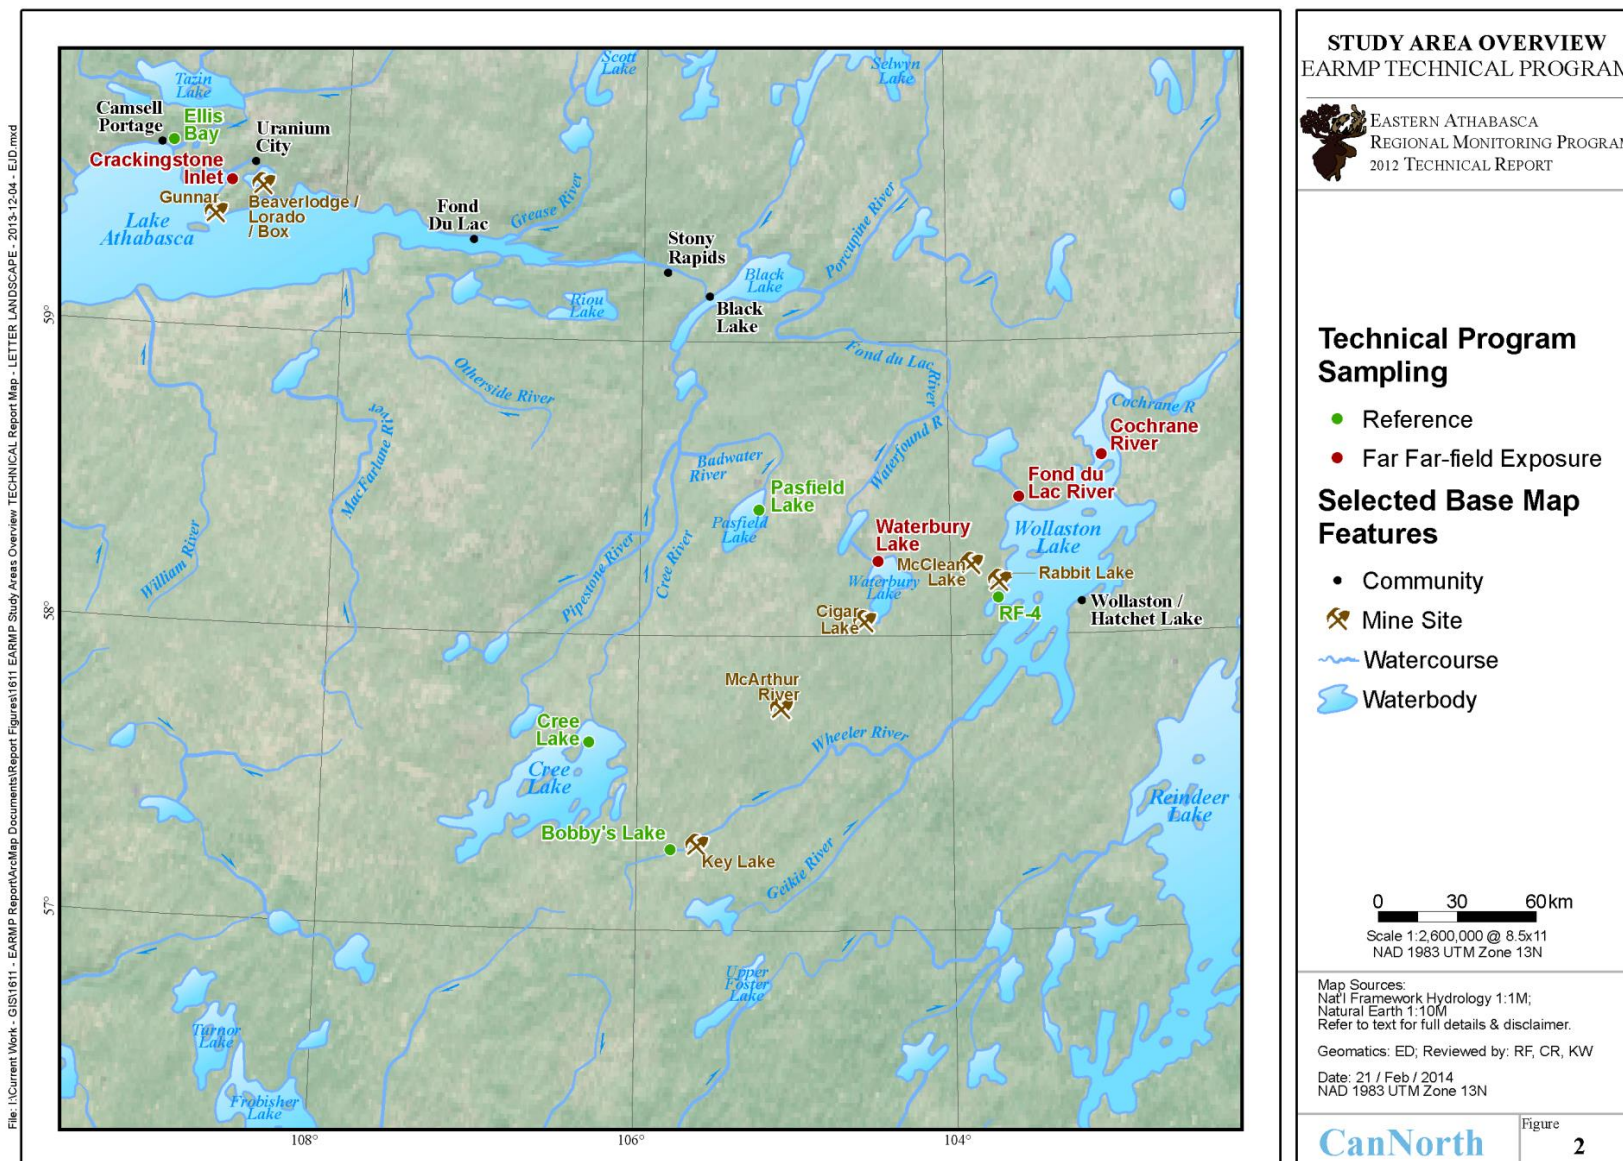 File: I:\Current Work - GIS\1611 - EARMP Report\ArcMap Documents\Report Figures\1611 EARMP Study Areas Overview TECHNICAL Report Map - LETTER LANDSCAPE - 2013-12-04 - EJD.mxd
Tazin
Lake
Scott
Lake
Selwyn
Lake
Camsell
Portage
Ellis
Bay
Uranium
City
Crackingstone
Inlet
Gunnar
Beaverlodge /
Lorado
/ Box
Lake
Athabasca
Fond
Du Lac
Grease River
Stony
Rapids
Black
Lake
Porcupine River
Riou
Lake
Black
Lake
59°
Fond du Lac
River
Otherside River
MacFarlane River
William River
Cochrane R
Cochrane
River
Badwater
River
Waterfound R
Fond du
Lac River
Pasfield
Lake
Pasfield
Lake
Wollaston
Lake
Waterbury
Lake
McClean
Lake
Rabbit Lake
Waterbury
Lake
Pipestone River
Cree River
RF-4
Wollaston /
Hatchet Lake
58°
Cigar
Lake
McArthur
River
Cree
Lake
Wheeler River
Cree
Lake
Reindeer
Lake
Bobby's Lake
Key Lake
Geikie River
57°
Upper
Foster
Lake
Turnor
Lake
Frobisher
Lake
108°
106°
104°
STUDY AREA OVERVIEW
EARMP TECHNICAL PROGRAM
EASTERN ATHABASCA
REGIONAL MONITORING PROGRAM
2012 TECHNICAL REPORT
Technical Program
Sampling
Reference
Far Far-field Exposure
Selected Base Map
Features
Community
Mine Site
Watercourse
Waterbody
0 30 60 km
Scale 1:2,600,000 @ 8.5x11
NAD 1983 UTM Zone 13N
Map Sources:
Nat'l Framework Hydrology 1:1M;
Natural Earth 1:10M
Refer to text for full details & disclaimer.
Geomatics: ED; Reviewed by: RF, CR, KW
Date: 21 / Feb / 2014
NAD 1983 UTM Zone 13N
CanNorth
Figure
2